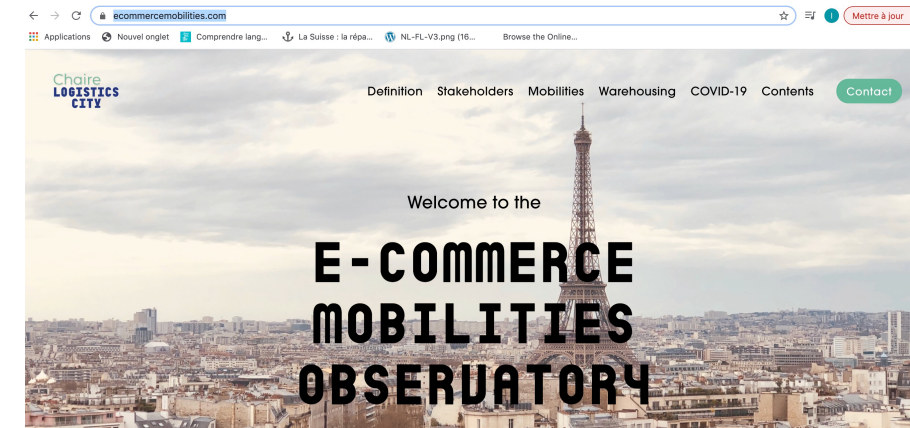 ecommercemobilities.com
Mettre à jour
Applications Nouvel onglet Comprendre lang... La Suisse : la répa... NL-FL-V3.png (16... Browse the Online...
Chaire
LOGISTICS
CITY
Definition Stakeholders Mobilities Warehousing COVID-19 Contents Contact
Welcome to the
E-COMMERCE
MOBILITIES
OBSERVATORY